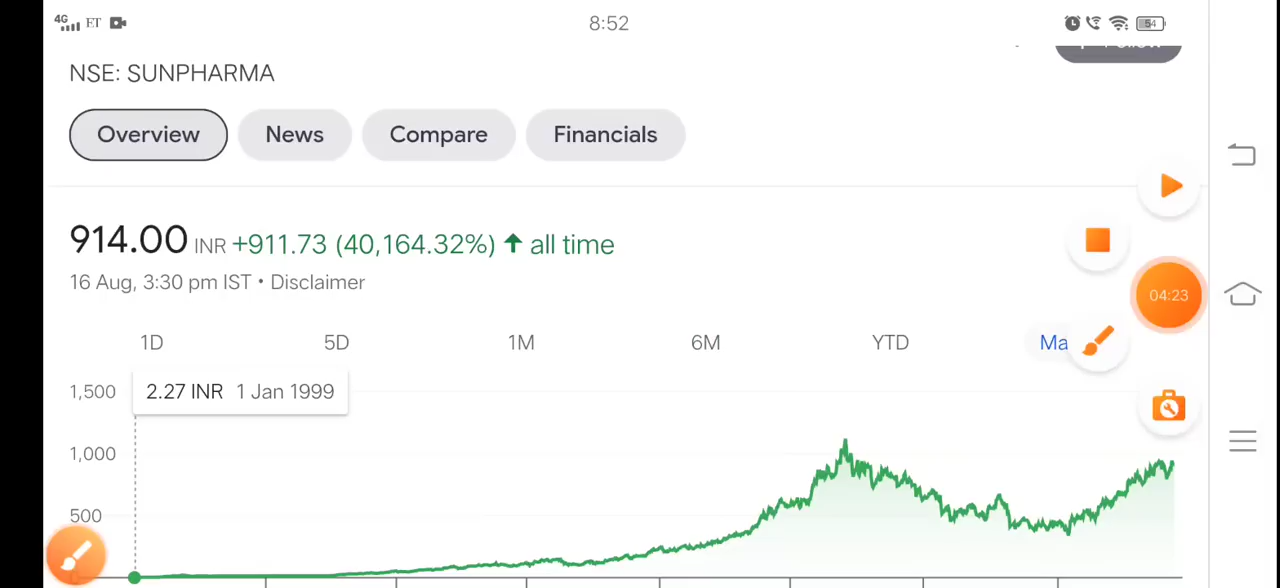 4G ET 8:52 54
NSE: SUNPHARMA
Overview News Compare Financials
914.00 INR +911.73 (40,164.32%) ↑ all time
16 Aug, 3:30 pm IST • Disclaimer
04:23
1D 5D 1M 6M YTD Ma
1,500 2.27 INR 1 Jan 1999
1,000
500